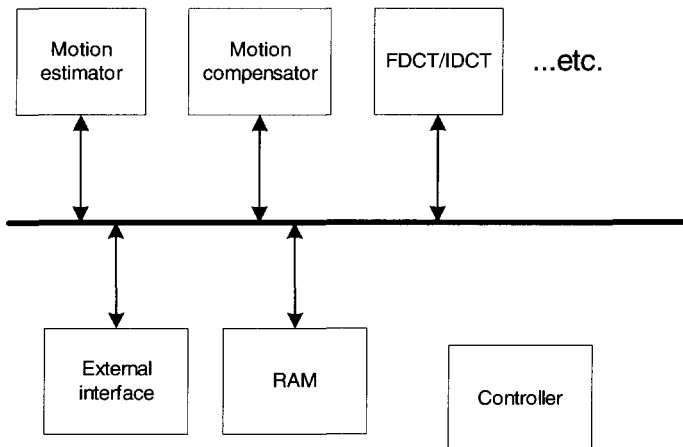 Motion
estimator
Motion
compensator
FDCT/IDCT
...etc.
External
interface
RAM
Controller